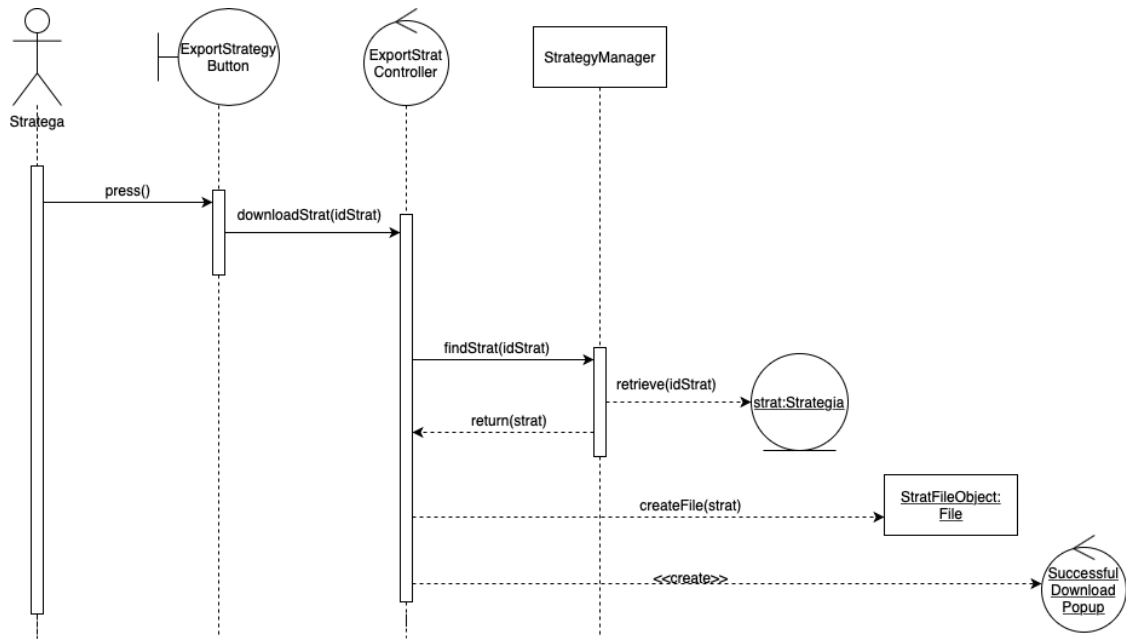 ExportStrategy
Button
ExportStrat
Controller
StrategyManager
Stratega
press()
downloadStrat(idStrat)
findStrat(idStrat)
retrieve(idStrat)
strat:Strategia
return(strat)
createFile(strat)
StratFileObject:
File
<<create>>
Successful
Download
Popup